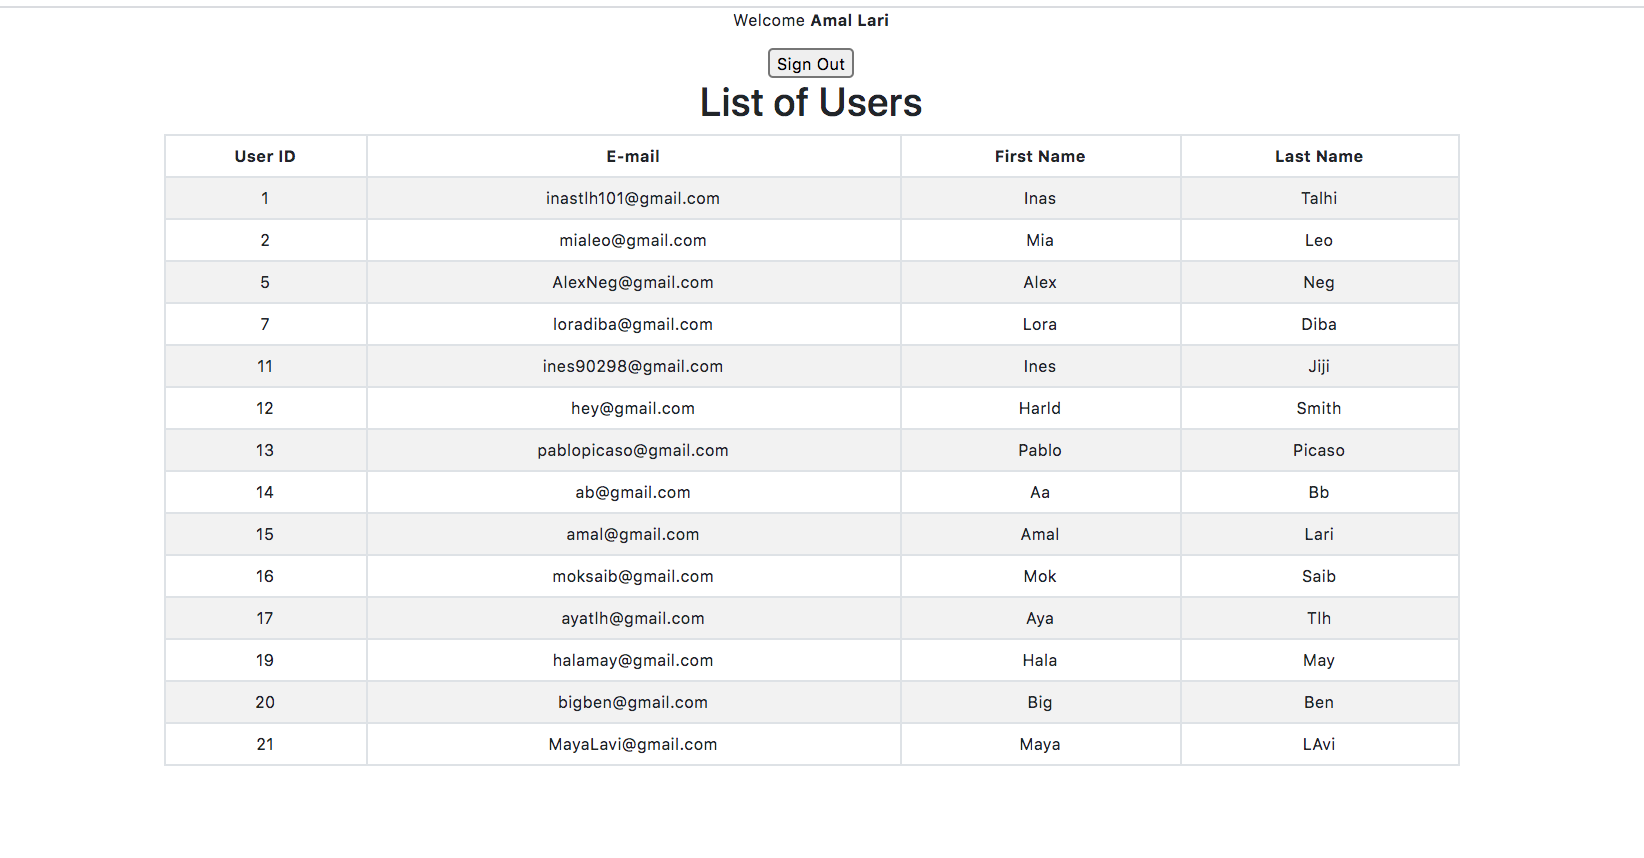 Welcome Amal Lari
Sign Out
List of Users
User ID E-mail First Name Last Name
1 inastlh101@gmail.com Inas Talhi
2 mialeo@gmail.com Mia Leo
5 AlexNeg@gmail.com Alex Neg
7 loradiba@gmail.com Lora Diba
11 ines90298@gmail.com Ines Jiji
12 hey@gmail.com Harld Smith
13 pablopicaso@gmail.com Pablo Picaso
14 ab@gmail.com Aa Bb
15 amal@gmail.com Amal Lari
16 moksaib@gmail.com Mok Saib
17 ayatlh@gmail.com Aya Tlh
19 halamay@gmail.com Hala May
20 bigben@gmail.com Big Ben
21 MayaLavi@gmail.com Maya LAvi